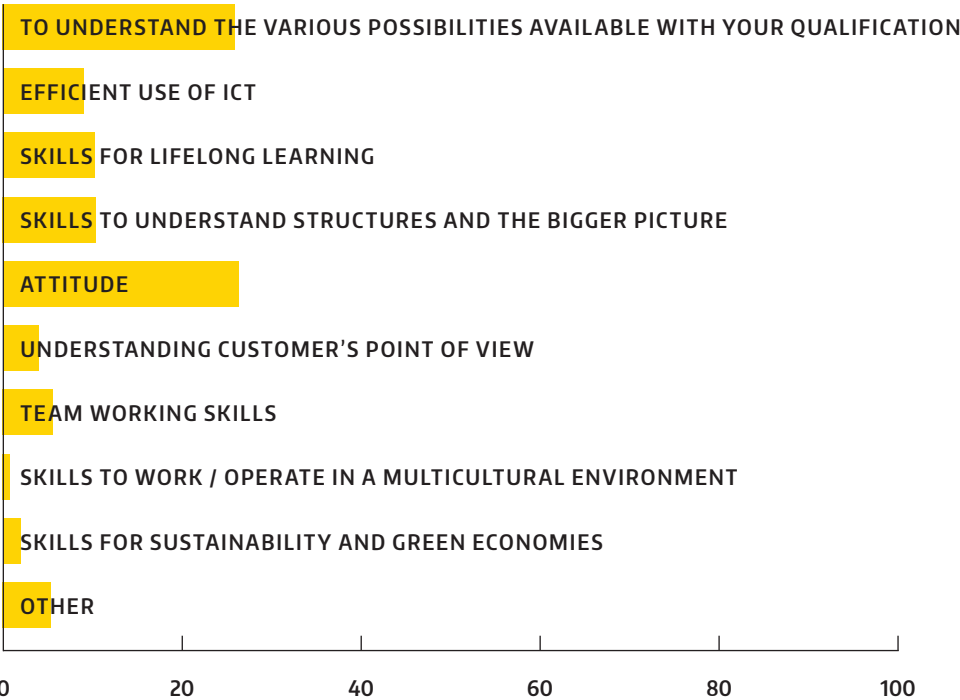 TO UNDERSTAND THE VARIOUS POSSIBILITIES AVAILABLE WITH YOUR QUALIFICATION
EFFICIENT USE OF ICT
SKILLS FOR LIFELONG LEARNING
SKILLS TO UNDERSTAND STRUCTURES AND THE BIGGER PICTURE
ATTITUDE
UNDERSTANDING CUSTOMER’S POINT OF VIEW
TEAM WORKING SKILLS
SKILLS TO WORK / OPERATE IN A MULTICULTURAL ENVIRONMENT
SKILLS FOR SUSTAINABILITY AND GREEN ECONOMIES
OTHER
0 20 40 60 80 100